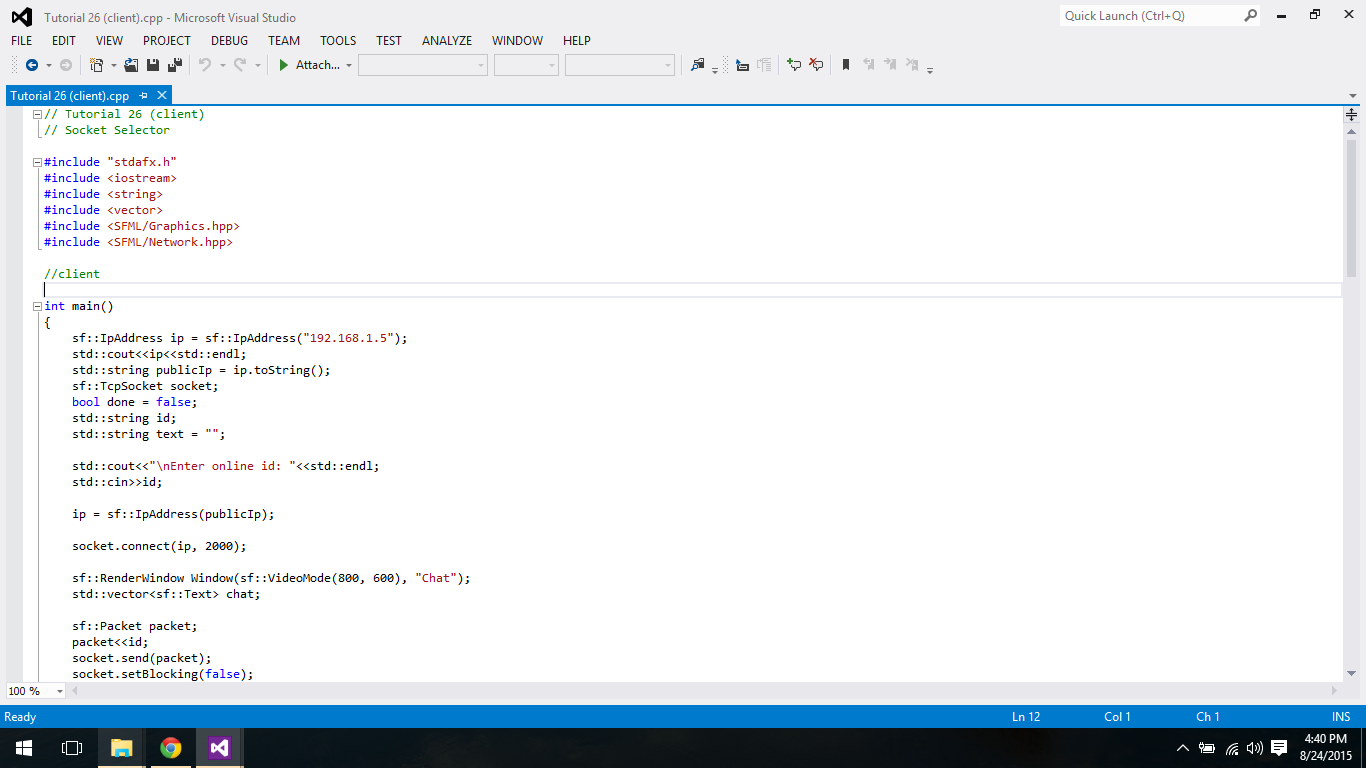 Tutorial 26 (client).cpp - Microsoft Visual Studio
Quick Launch (Ctrl+Q)
FILE EDIT VIEW PROJECT DEBUG TEAM TOOLS TEST ANALYZE WINDOW HELP
Attach...
Tutorial 26 (client).cpp
// Tutorial 26 (client)
// Socket Selector
#include "stdafx.h"
#include <iostream>
#include <string>
#include <vector>
#include <SFML/Graphics.hpp>
#include <SFML/Network.hpp>
//client
int main()
{
sf::IpAddress ip = sf::IpAddress("192.168.1.5");
std::cout<<ip<<std::endl;
std::string publicIp = ip.toString();
sf::TcpSocket socket;
bool done = false;
std::string id;
std::string text = "";
std::cout<<"\nEnter online id: "<<std::endl;
std::cin>>id;
ip = sf::IpAddress(publicIp);
socket.connect(ip, 2000);
sf::RenderWindow Window(sf::VideoMode(800, 600), "Chat");
std::vector<sf::Text> chat;
sf::Packet packet;
packet<<id;
socket.send(packet);
socket.setBlocking(false);
100 %
Ready Ln 12 Col 1 Ch 1 INS
4:40 PM
8/24/2015